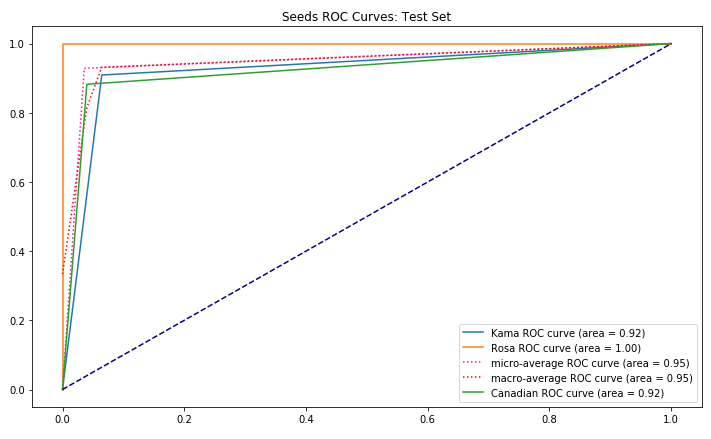 Seeds ROC Curves: Test Set
1.0
0.8
0.6
0.4
0.2
0.0
Kama ROC curve (area = 0.92)
Rosa ROC curve (area = 1.00)
micro-average ROC curve (area = 0.95)
macro-average ROC curve (area = 0.95)
Canadian ROC curve (area = 0.92)
0.0 0.2 0.4 0.6 0.8 1.0